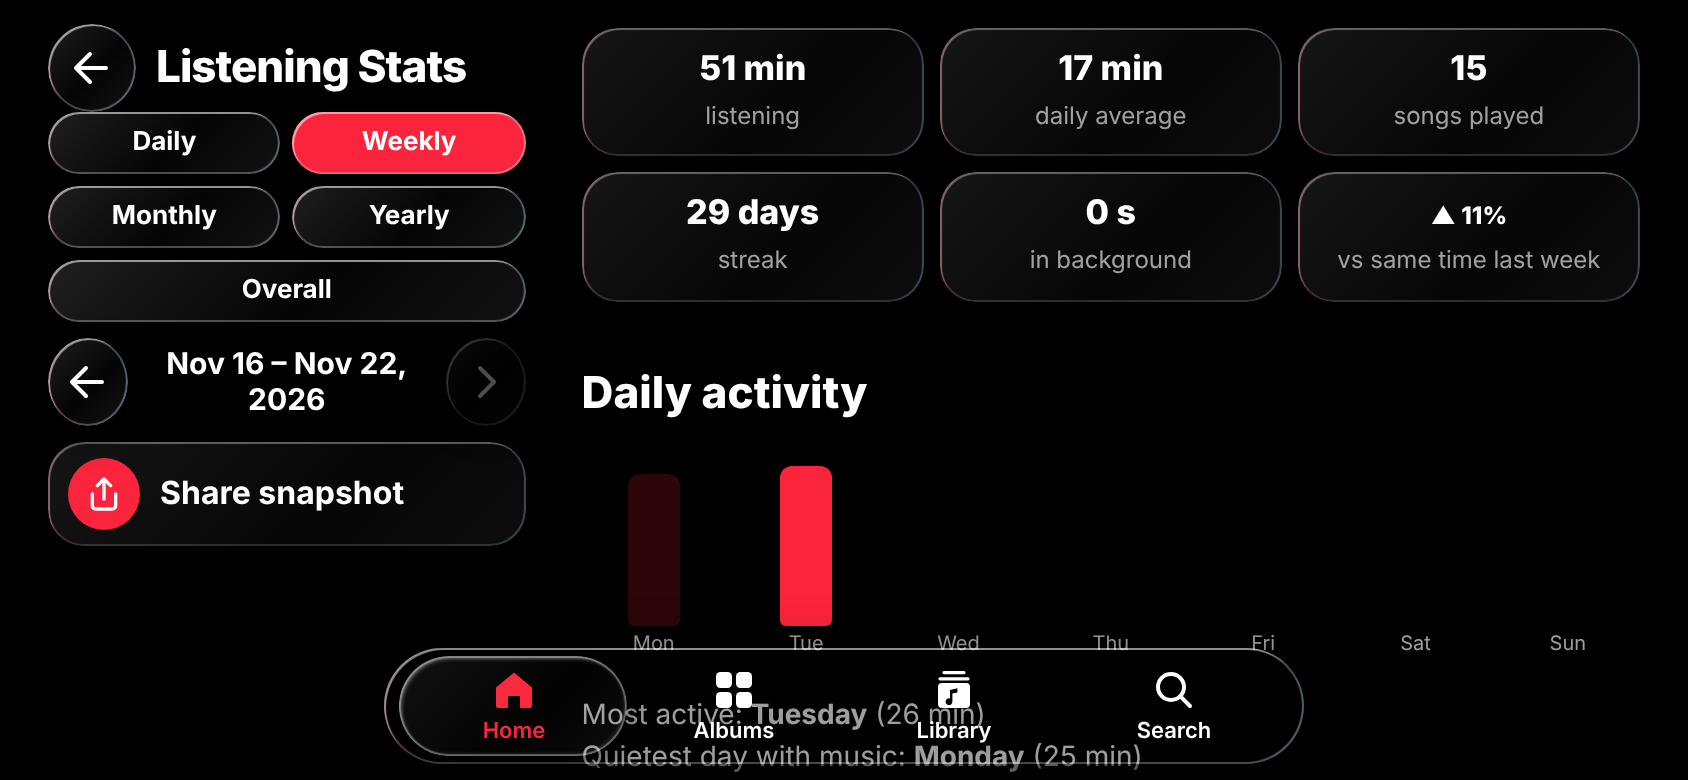 Listening Stats
Daily
Weekly
Monthly
Yearly
Overall
Nov 16 – Nov 22,
2026
Share snapshot
51 min
listening
17 min
daily average
15
songs played
29 days
streak
0 s
in background
▲ 11%
vs same time last week
Daily activity
Mon
Tue
Wed
Thu
Fri
Sat
Sun
Most active: Tuesday (26 min)
Quietest day with music: Monday (25 min)
Home
Albums
Library
Search